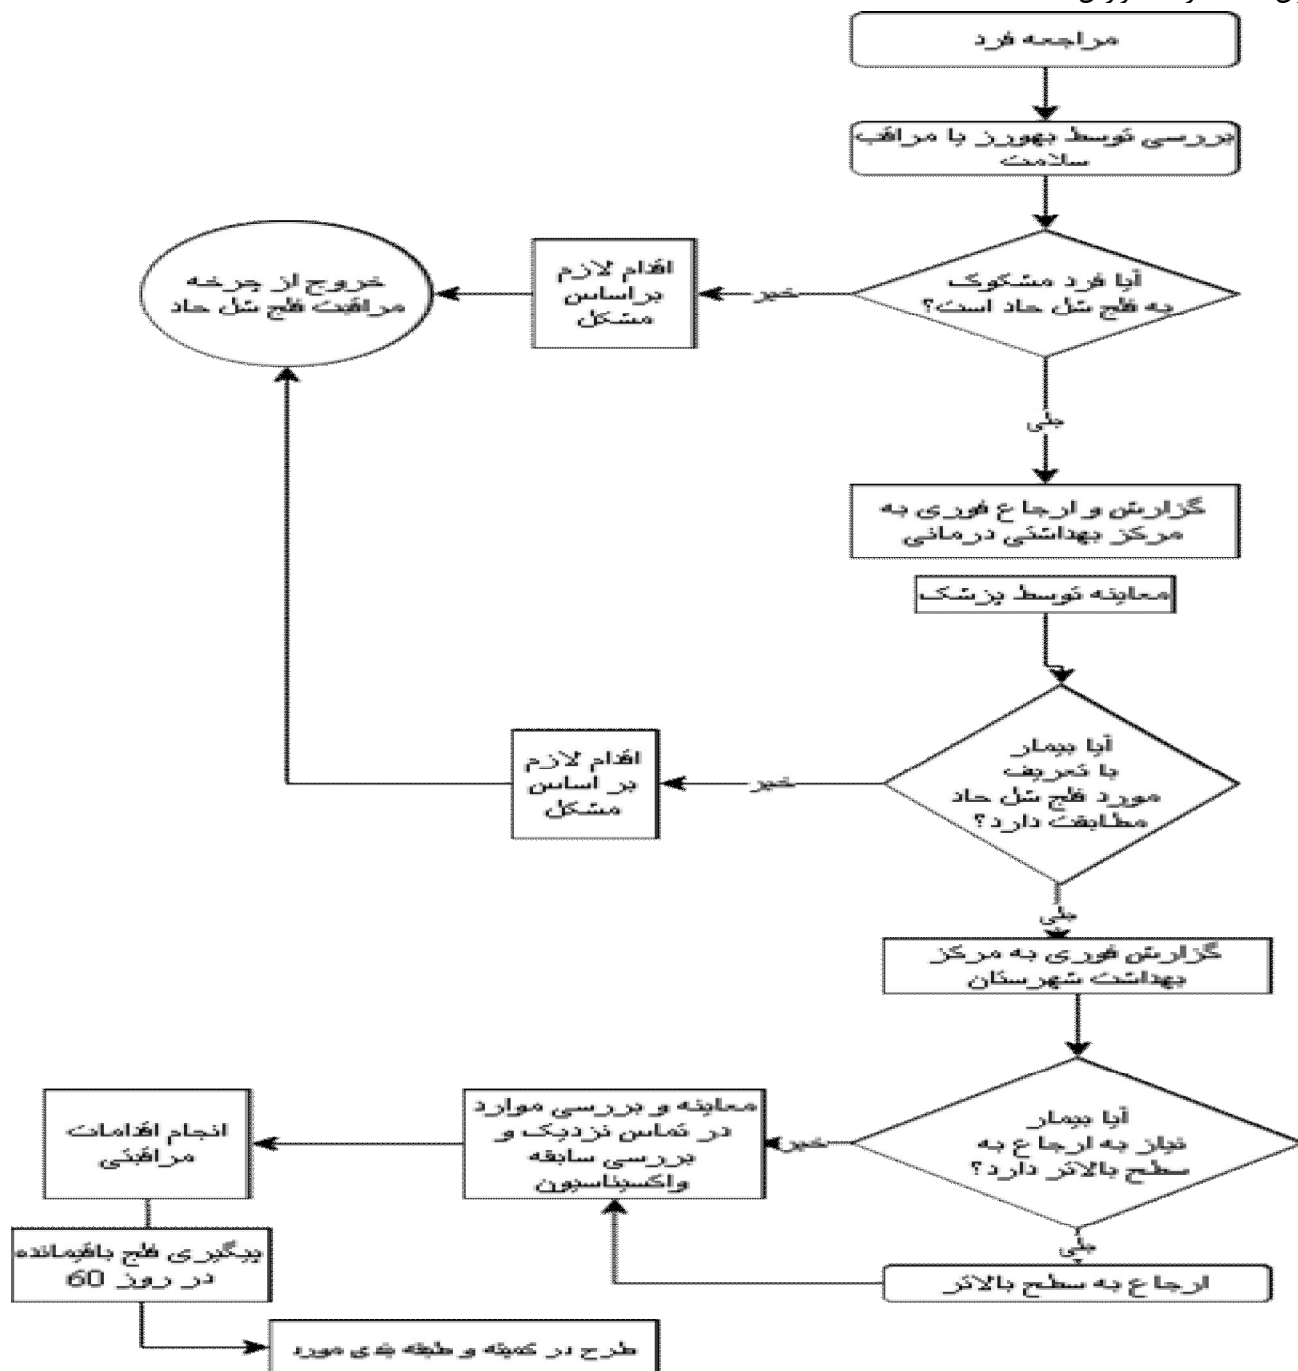 مراجعه فرد
بررسی توسط بهورز یا مراقب
سلامت
آیا فرد مشکوک
به فلج شل حاد است؟
خیر
اقدام لازم
براساس
مشکل
خروج از چرخه
مراقبت فلج شل حاد
بلی
گزارش و ارجاع فوری به
مرکز بهداشتی درمانی
معاینه توسط پزشک
آیا بیمار
با تعریف
مورد فلج شل حاد
مطابقت دارد؟
خیر
اقدام لازم
بر اساس
مشکل
بلی
گزارش فوری به مرکز
بهداشت شهرستان
آیا بیمار
نیاز به ارجاع به
سطح بالاتر دارد؟
خیر
معاینه و بررسی موارد
در تماس نزدیک و
بررسی سابقه
واکسیناسیون
انجام اقدامات
مراقبتی
بلی
ارجاع به سطح بالاتر
پیگیری فلج باقیمانده
در روز 60
طرح در کمیته و طبقه بندی مورد